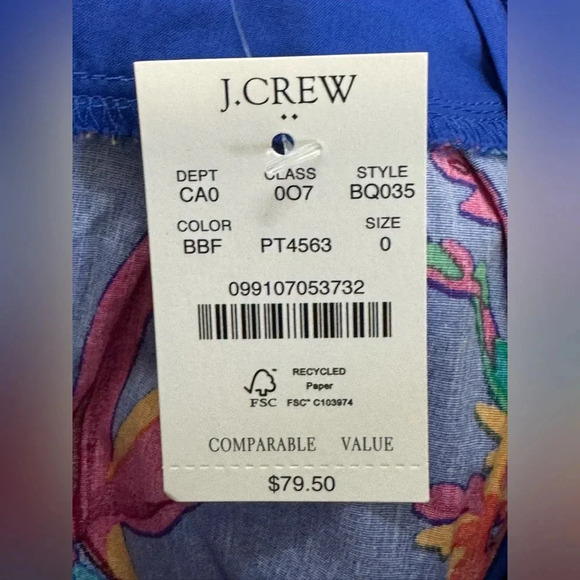 J.CREW
DEPT CLASS STYLE
CA0 0O7 BQ035
COLOR SIZE
BBF PT4563 0
099107053732
RECYCLED
Paper
FSC FSC™ C103974
COMPARABLE VALUE
$79.50